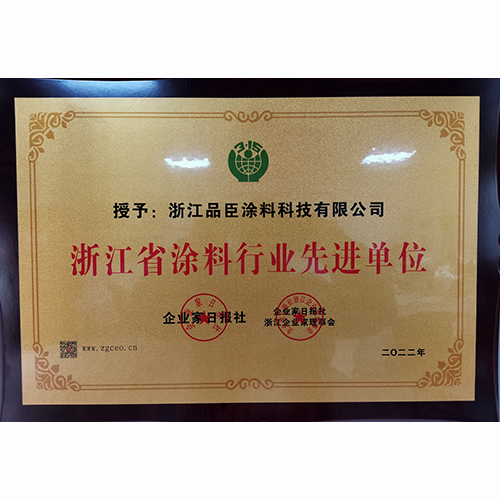 3·15
授予：浙江品臣涂料科技有限公司
浙江省涂料行业先进单位
企业家日报社
企业家日报社
浙江企业家理事会
www.zgceo.cn
二〇二二年